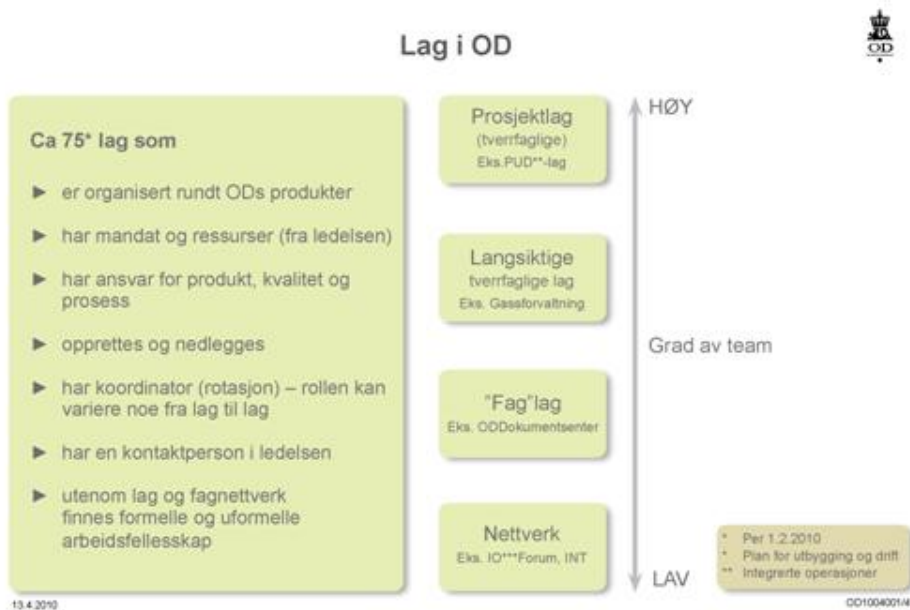 Lag i OD
OD
Ca 75* lag som
► er organisert rundt ODs produkter
► har mandat og ressurser (fra ledelsen)
► har ansvar for produkt, kvalitet og
prosess
► opprettes og nedlegges
► har koordinator (rotasjon) – rollen kan
variere noe fra lag til lag
► har en kontaktperson i ledelsen
► utenom lag og fagnettverk
finnes formelle og uformelle
arbeidsfellesskap
Prosjektlag
(tverrfaglige)
Eks.PUD**-lag
Langsiktige
tverrfaglige lag
Eks. Gassforvaltning
"Fag"lag
Eks. ODDokumentsenter
Nettverk
Eks. IO***Forum, INT
HØY
Grad av team
LAV
* Per 1.2.2010
* Plan for utbygging og drift
** Integrerte operasjoner
13.4.2010
OD1004001/4